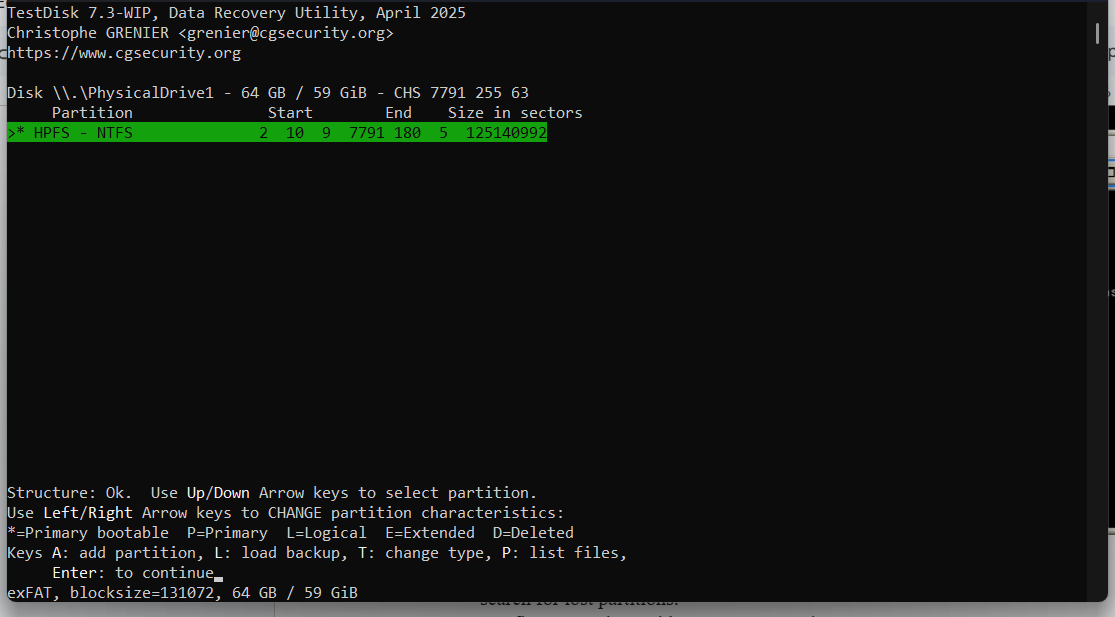 TestDisk 7.3-WIP, Data Recovery Utility, April 2025
Christophe GRENIER <grenier@cgsecurity.org>
https://www.cgsecurity.org
Disk \\.\PhysicalDrive1 - 64 GB / 59 GiB - CHS 7791 255 63
Partition Start End Size in sectors
>* HPFS - NTFS 2 10 9 7791 180 5 125140992
Structure: Ok. Use Up/Down Arrow keys to select partition.
Use Left/Right Arrow keys to CHANGE partition characteristics:
*=Primary bootable P=Primary L=Logical E=Extended D=Deleted
Keys A: add partition, L: load backup, T: change type, P: list files,
Enter: to continue
exFAT, blocksize=131072, 64 GB / 59 GiB
search for lost partitions.